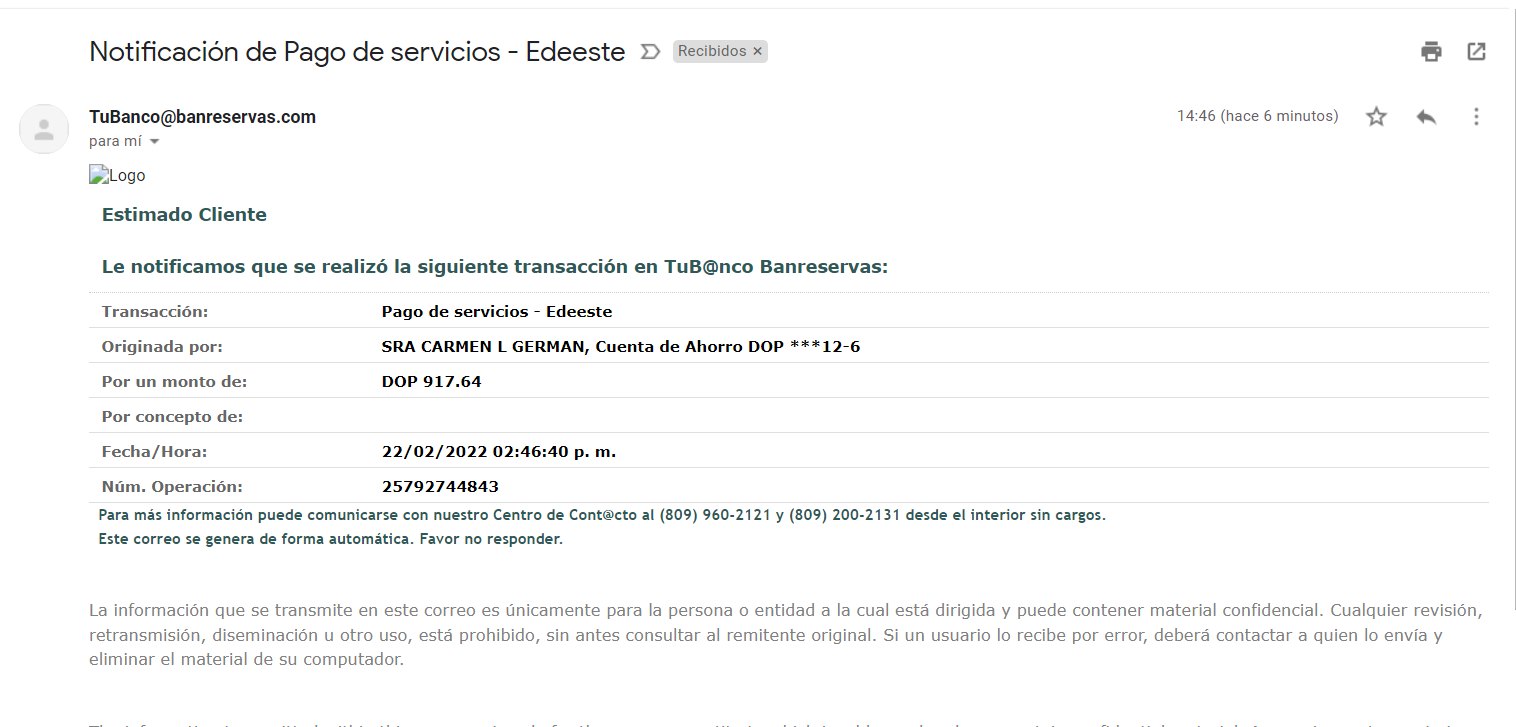 Notificación de Pago de servicios - Edeeste Recibidos ×
TuBanco@banreservas.com 14:46 (hace 6 minutos)
para mí
Logo
Estimado Cliente
Le notificamos que se realizó la siguiente transacción en TuB@nco Banreservas:
Transacción: Pago de servicios - Edeeste
Originada por: SRA CARMEN L GERMAN, Cuenta de Ahorro DOP ***12-6
Por un monto de: DOP 917.64
Por concepto de:
Fecha/Hora: 22/02/2022 02:46:40 p. m.
Núm. Operación: 25792744843
Para más información puede comunicarse con nuestro Centro de Cont@cto al (809) 960-2121 y (809) 200-2131 desde el interior sin cargos.
Este correo se genera de forma automática. Favor no responder.
La información que se transmite en este correo es únicamente para la persona o entidad a la cual está dirigida y puede contener material confidencial. Cualquier revisión,
retransmisión, diseminación u otro uso, está prohibido, sin antes consultar al remitente original. Si un usuario lo recibe por error, deberá contactar a quien lo envía y
eliminar el material de su computador.